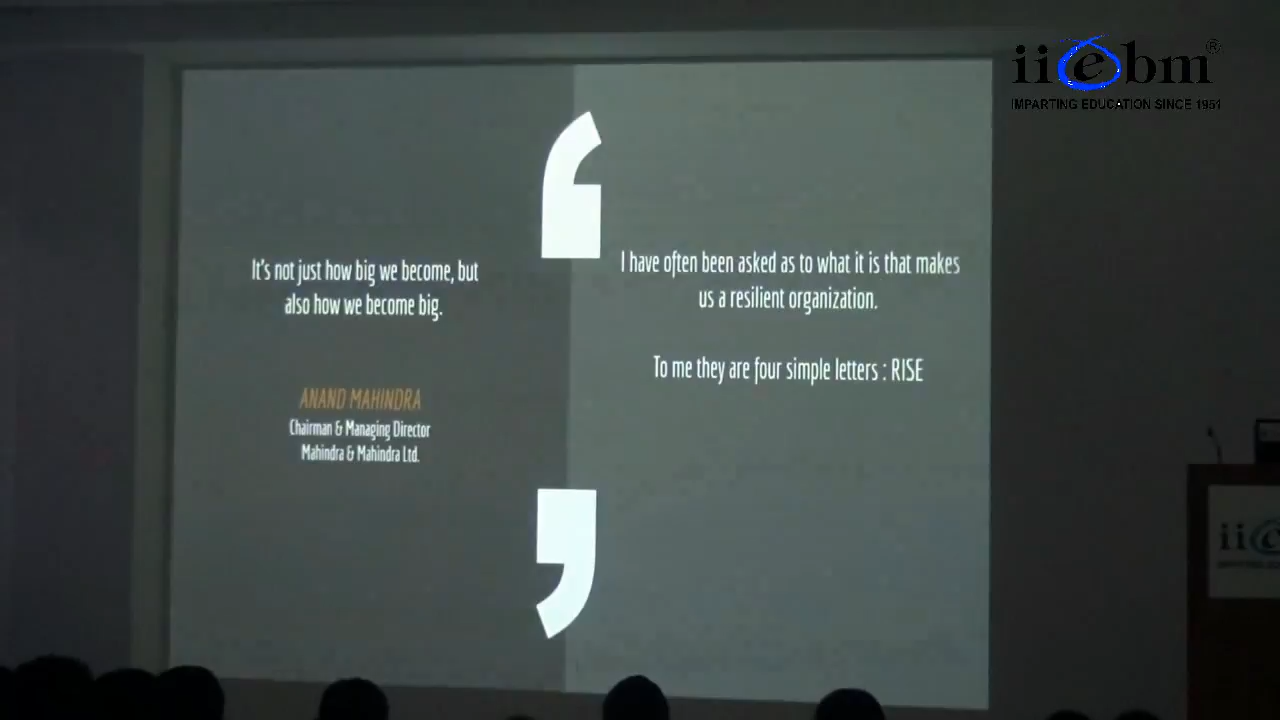 iiebm®
IMPARTING EDUCATION SINCE 1951
It's not just how big we become, but
also how we become big.
ANAND MAHINDRA
Chairman & Managing Director
Mahindra & Mahindra Ltd.
I have often been asked as to what it is that makes
us a resilient organization.
To me they are four simple letters : RISE
iie